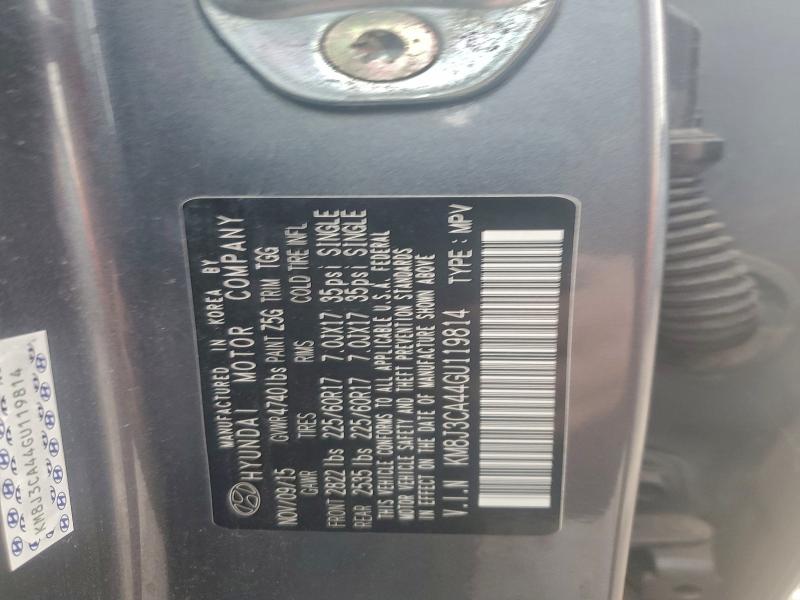 MANUFACTURED IN KOREA BY
HYUNDAI MOTOR COMPANY
NOV/09/15 GVWR 4740 lbs PAINT Z5G TRIM TGG
GAWR TIRES RIMS COLD TIRE INFL
FRONT 2822 lbs 225/60R17 7.0JX17 35psi SINGLE
REAR 2535 lbs 225/60R17 7.0JX17 35psi SINGLE
THIS VEHICLE CONFORMS TO ALL APPLICABLE U.S.A. FEDERAL
MOTOR VEHICLE SAFETY AND THEFT PREVENTION STANDARDS
IN EFFECT ON THE DATE OF MANUFACTURE SHOWN ABOVE
V.I.N KM8J3CA44GU119814 TYPE : MPV
KM8J3CA44GU119814